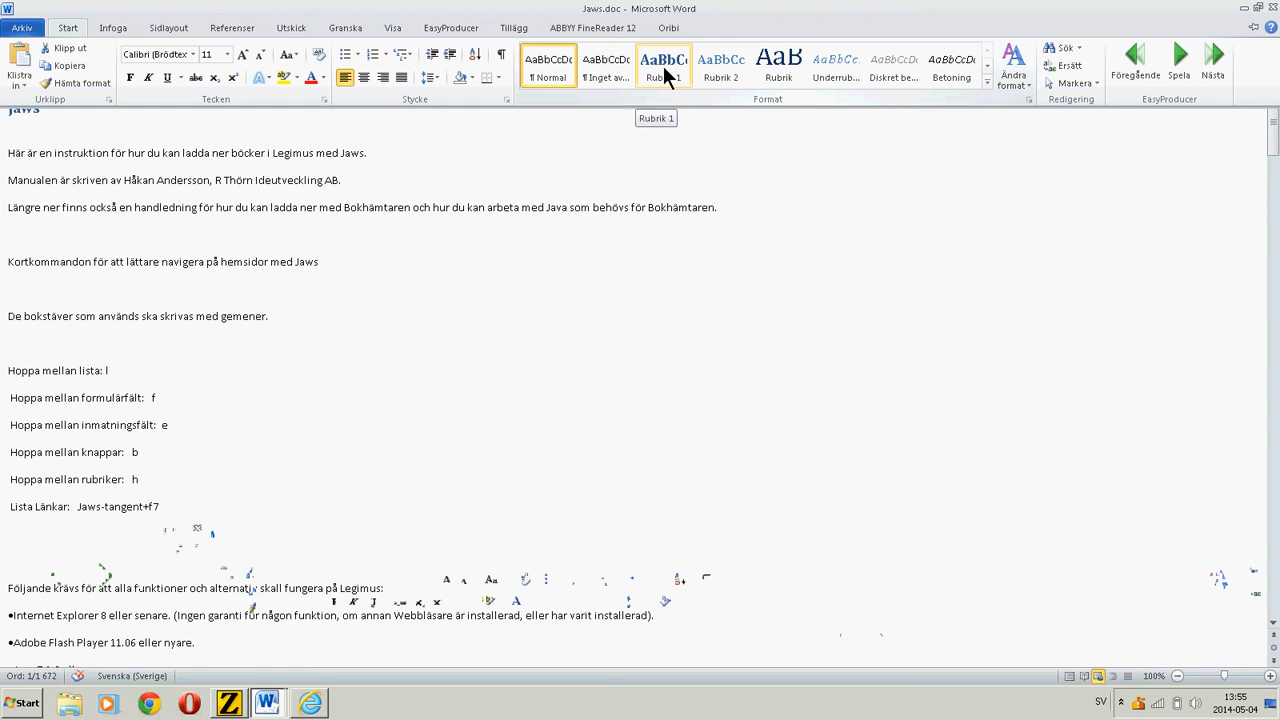 Jaws.doc - Microsoft Word
Arkiv Start Infoga Sidlayout Referenser Utskick Granska Visa EasyProducer Tillägg ABBYY FineReader 12 Oribi
Klipp ut
Kopiera
Hämta format
Klistra in
Urklipp
Calibri (Brödtex 11
F K U abc x₂ x²
Tecken
Stycke
AaBbCcDc AaBbCcDc AaBbC AaBbCc AaB AaBbCc. AaBbCcDc AaBbCcDc
¶ Normal ¶ Inget av... Rubrik 1 Rubrik 2 Rubrik Underrub... Diskret be... Betoning
Format
Ändra format
Sök
Ersätt
Markera
Redigering
Föregående Spela Nästa
EasyProducer
Rubrik 1
Jaws
Här är en instruktion för hur du kan ladda ner böcker i Legimus med Jaws.
Manualen är skriven av Håkan Andersson, R Thörn Ideutveckling AB.
Längre ner finns också en handledning för hur du kan ladda ner med Bokhämtaren och hur du kan arbeta med Java som behövs för Bokhämtaren.
Kortkommandon för att lättare navigera på hemsidor med Jaws
De bokstäver som används ska skrivas med gemener.
Hoppa mellan lista: l
Hoppa mellan formulärfält: f
Hoppa mellan inmatningsfält: e
Hoppa mellan knappar: b
Hoppa mellan rubriker: h
Lista Länkar: Jaws-tangent+f7
Följande krävs för att alla funktioner och alternativ skall fungera på Legimus:
•Internet Explorer 8 eller senare. (Ingen garanti för någon funktion, om annan Webbläsare är installerad, eller har varit installerad).
•Adobe Flash Player 11.06 eller nyare.
Ord: 1/1 672 Svenska (Sverige) 100%
Start SV 13:55
2014-05-04